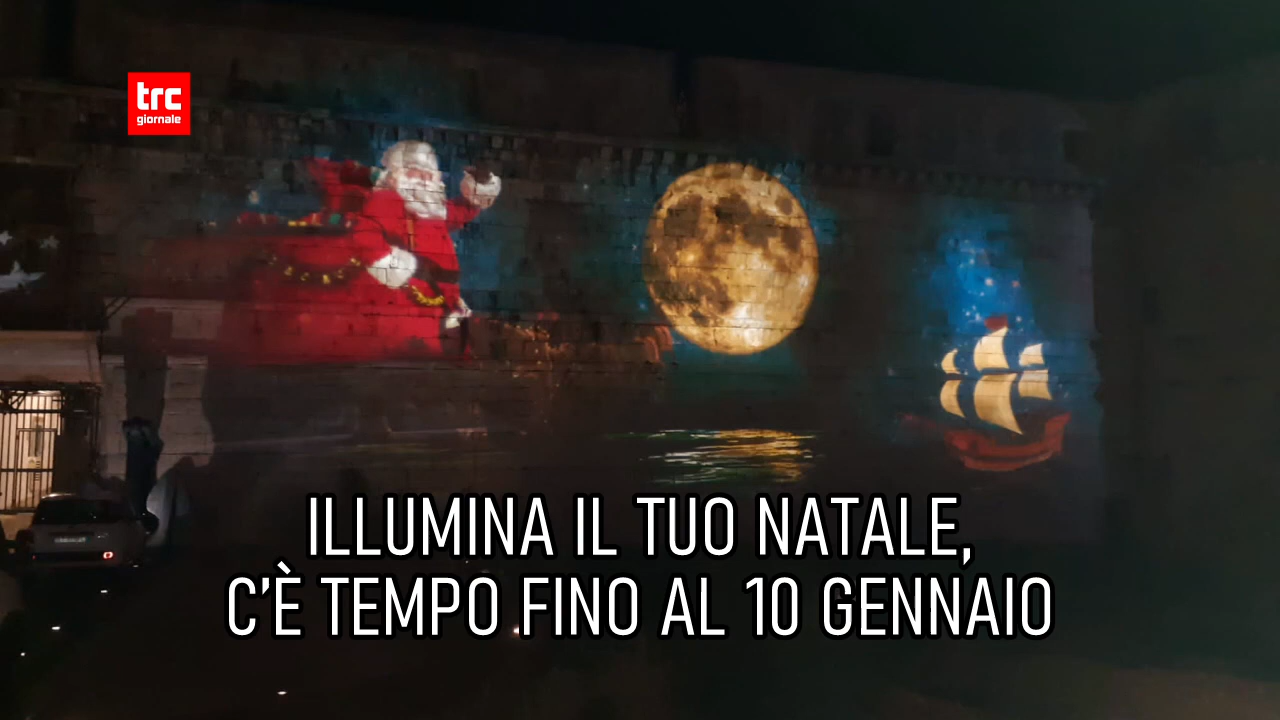 trc
giornale
ILLUMINA IL TUO NATALE,
C'È TEMPO FINO AL 10 GENNAIO